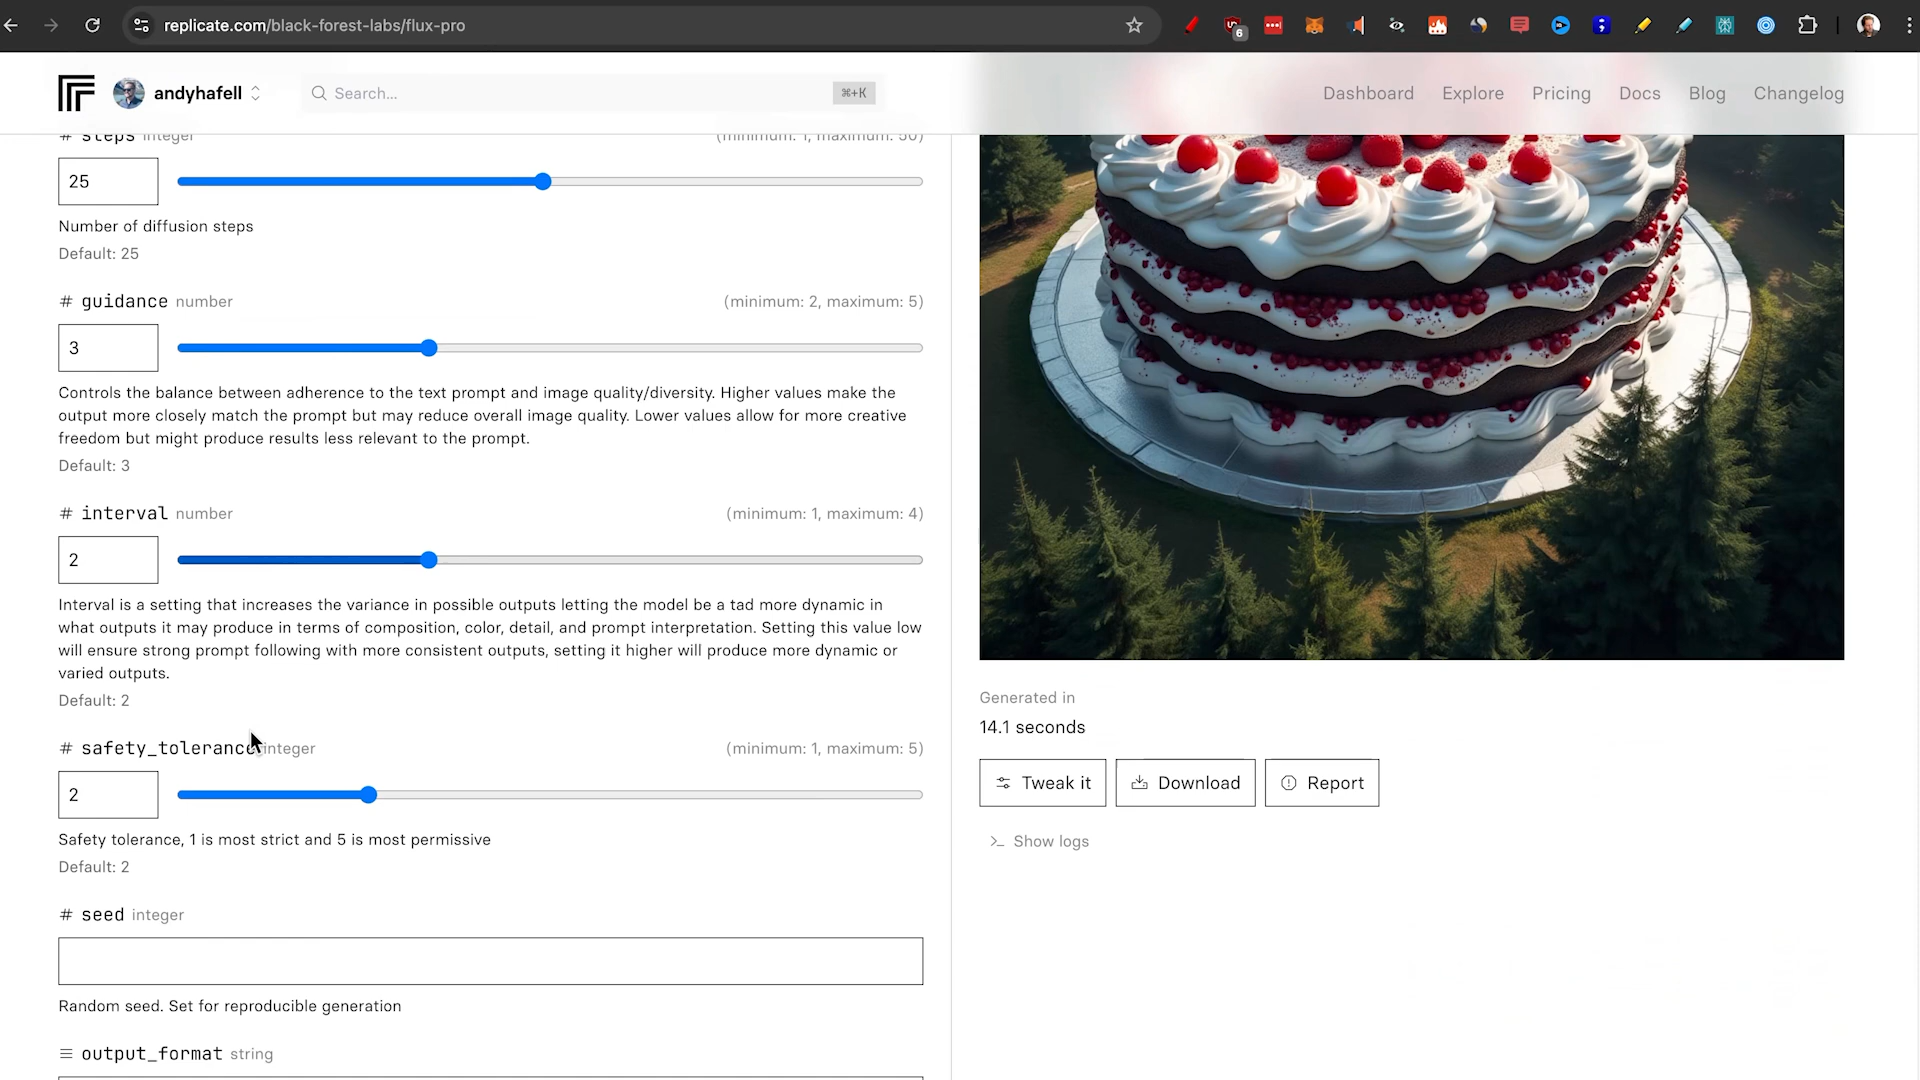 replicate.com/black-forest-labs/flux-pro
6
andyhafell
Search...
⌘+K
Dashboard
Explore
Pricing
Docs
Blog
Changelog
# steps integer
(minimum: 1, maximum: 50)
25
Number of diffusion steps
Default: 25
# guidance number
(minimum: 2, maximum: 5)
3
Controls the balance between adherence to the text prompt and image quality/diversity. Higher values make the
output more closely match the prompt but may reduce overall image quality. Lower values allow for more creative
freedom but might produce results less relevant to the prompt.
Default: 3
# interval number
(minimum: 1, maximum: 4)
2
Interval is a setting that increases the variance in possible outputs letting the model be a tad more dynamic in
what outputs it may produce in terms of composition, color, detail, and prompt interpretation. Setting this value low
will ensure strong prompt following with more consistent outputs, setting it higher will produce more dynamic or
varied outputs.
Default: 2
# safety_tolerance integer
(minimum: 1, maximum: 5)
2
Safety tolerance, 1 is most strict and 5 is most permissive
Default: 2
# seed integer
Random seed. Set for reproducible generation
output_format string
Generated in
14.1 seconds
Tweak it
Download
Report
>_ Show logs